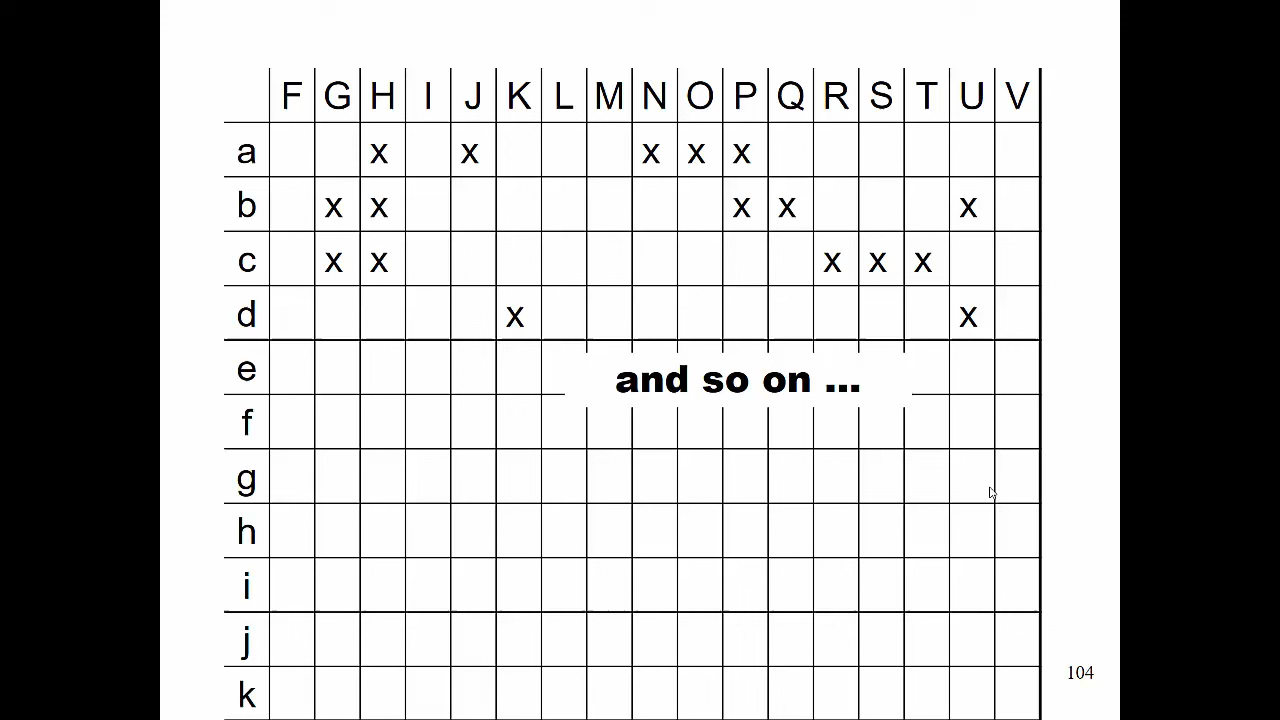 F G H I J K L M N O P Q R S T U V
a x x x x x
b x x x x x
c x x x x x
d x x
e
and so on ...
f
g
h
i
j
104
k